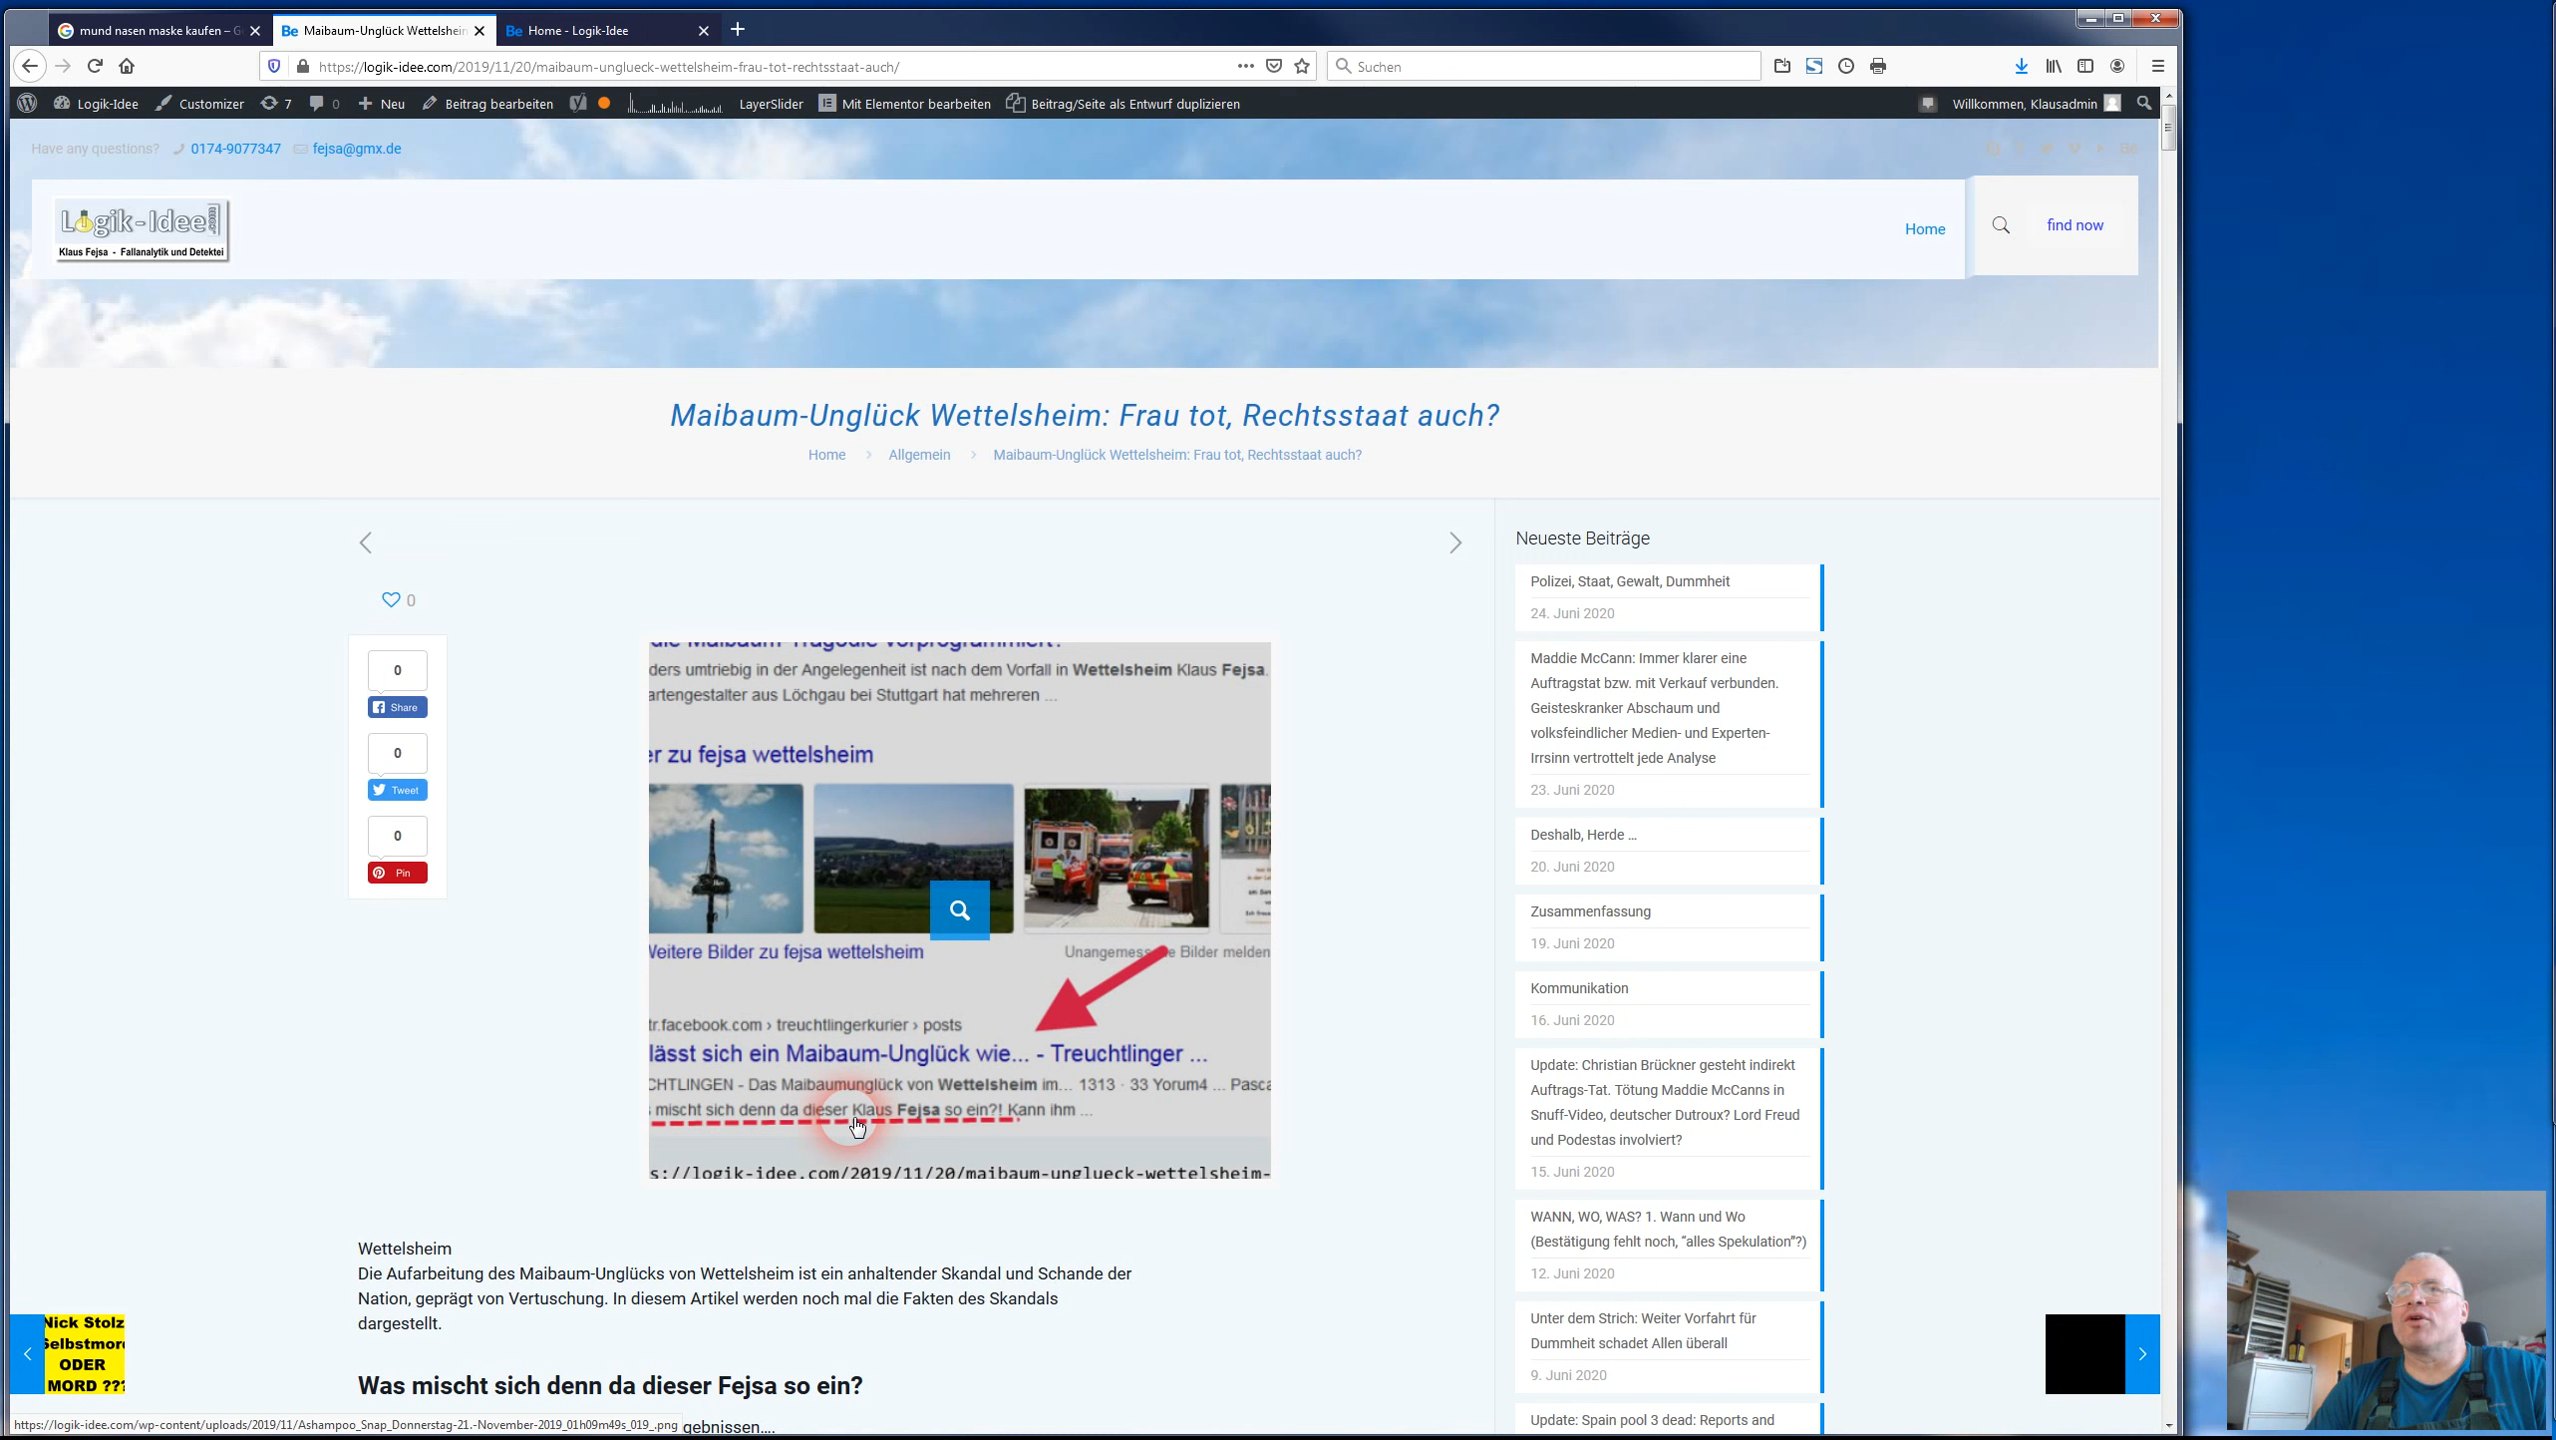 mund nasen maske kaufen –
Maibaum-Unglück Wettelsheim
Home - Logik-Idee
https://logik-idee.com/2019/11/20/maibaum-unglueck-wettelsheim-frau-tot-rechtsstaat-auch/
Suchen
Logik-Idee
Customizer
7
0
Neu
Beitrag bearbeiten
LayerSlider
Mit Elementor bearbeiten
Beitrag/Seite als Entwurf duplizieren
Willkommen, Klausadmin
Have any questions? 0174-9077347 fejsa@gmx.de
Logik-Idee
Klaus Fejsa - Fallanalytik und Detektei
Home
find now
Maibaum-Unglück Wettelsheim: Frau tot, Rechtsstaat auch?
Home > Allgemein > Maibaum-Unglück Wettelsheim: Frau tot, Rechtsstaat auch?
0
0
Share
0
Tweet
0
Pin
die Maibaum-Tragödie vorprogrammiert?
ders umtriebig in der Angelegenheit ist nach dem Vorfall in Wettelsheim Klaus Fejsa.
artengestalter aus Löchgau bei Stuttgart hat mehreren ...
er zu fejsa wettelsheim
Weitere Bilder zu fejsa wettelsheim
Bilder melden
tr.facebook.com › treuchtlingerkurier › posts
lässt sich ein Maibaum-Unglück wie... - Treuchtlinger ...
CHTLINGEN - Das Maibaumunglück von Wettelsheim im... 1313 · 33 Yorum4 ... Pasca
mischt sich denn da dieser Klaus Fejsa so ein?! Kann ihm ...
s://logik-idee.com/2019/11/20/maibaum-unglueck-wettelsheim-
Wettelsheim
Die Aufarbeitung des Maibaum-Unglücks von Wettelsheim ist ein anhaltender Skandal und Schande der
Nation, geprägt von Vertuschung. In diesem Artikel werden noch mal die Fakten des Skandals
dargestellt.
Was mischt sich denn da dieser Fejsa so ein?
gebnissen....
Neueste Beiträge
Polizei, Staat, Gewalt, Dummheit
24. Juni 2020
Maddie McCann: Immer klarer eine
Auftragstat bzw. mit Verkauf verbunden.
Geisteskranker Abschaum und
volksfeindlicher Medien- und Experten-
Irrsinn vertrottelt jede Analyse
23. Juni 2020
Deshalb, Herde ...
20. Juni 2020
Zusammenfassung
19. Juni 2020
Kommunikation
16. Juni 2020
Update: Christian Brückner gesteht indirekt
Auftrags-Tat. Tötung Maddie McCanns in
Snuff-Video, deutscher Dutroux? Lord Freud
und Podestas involviert?
15. Juni 2020
WANN, WO, WAS? 1. Wann und Wo
(Bestätigung fehlt noch, “alles Spekulation”?)
12. Juni 2020
Unter dem Strich: Weiter Vorfahrt für
Dummheit schadet Allen überall
9. Juni 2020
Update: Spain pool 3 dead: Reports and
Nick Stolz
Selbstmord
ODER
MORD ???
https://logik-idee.com/wp-content/uploads/2019/11/Ashampoo_Snap_Donnerstag-21.-November-2019_01h09m49s_019_.png